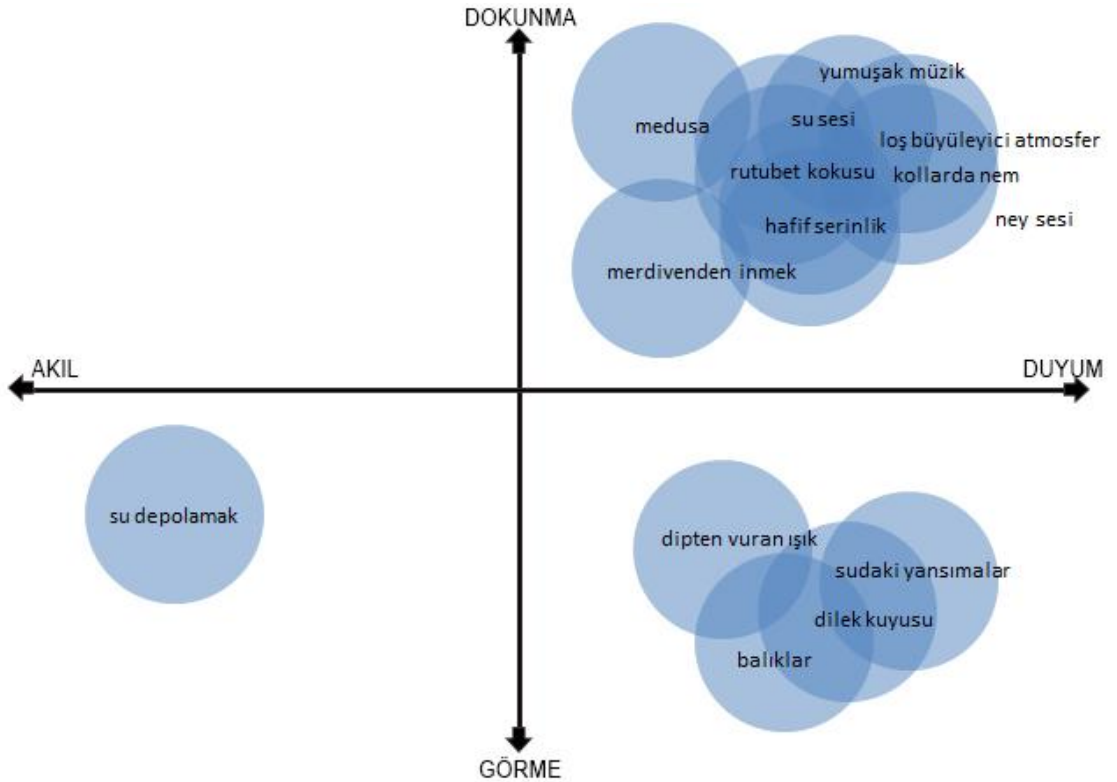 DOKUNMA
yumuşak müzik
medusa
su sesi
loş büyüleyici atmosfer
rutubet kokusu
kollarda nem
ney sesi
hafif serinlik
merdivenden inmek
AKIL
DUYUM
su depolamak
dipten vuran ışık
sudaki yansımalar
dilek kuyusu
balıklar
GÖRME